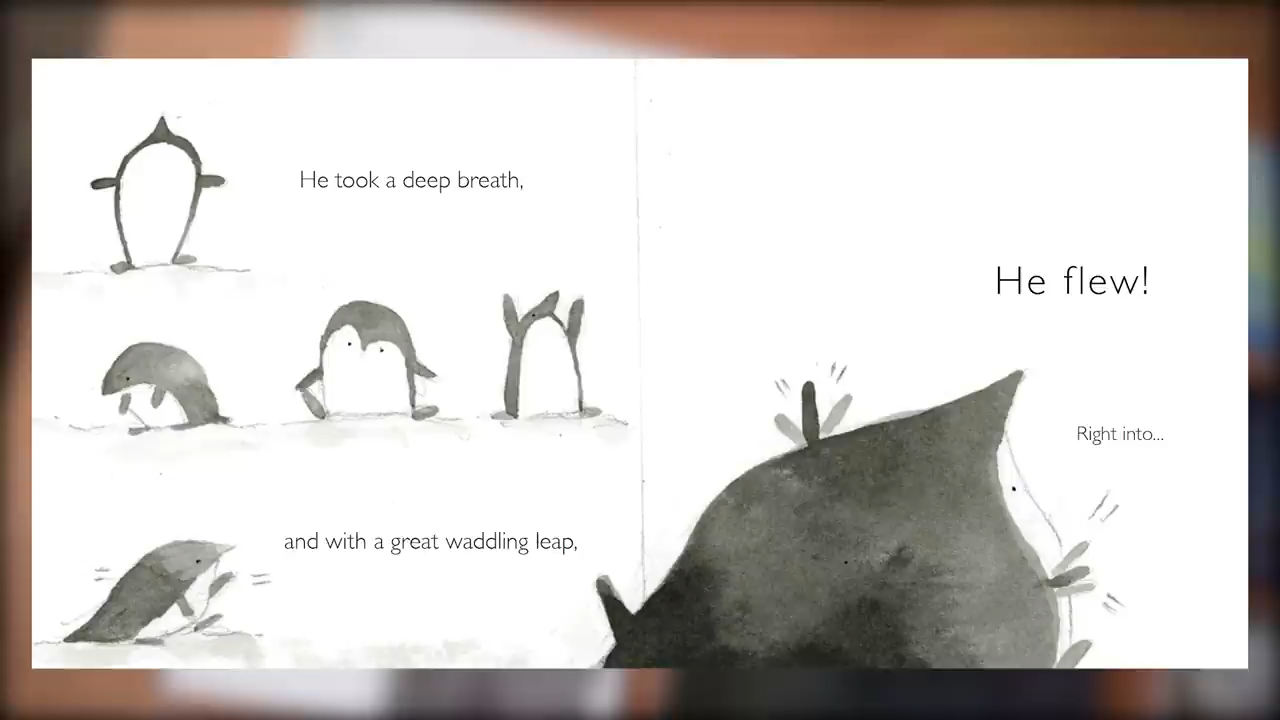 He took a deep breath,
and with a great waddling leap,
He flew!
Right into...